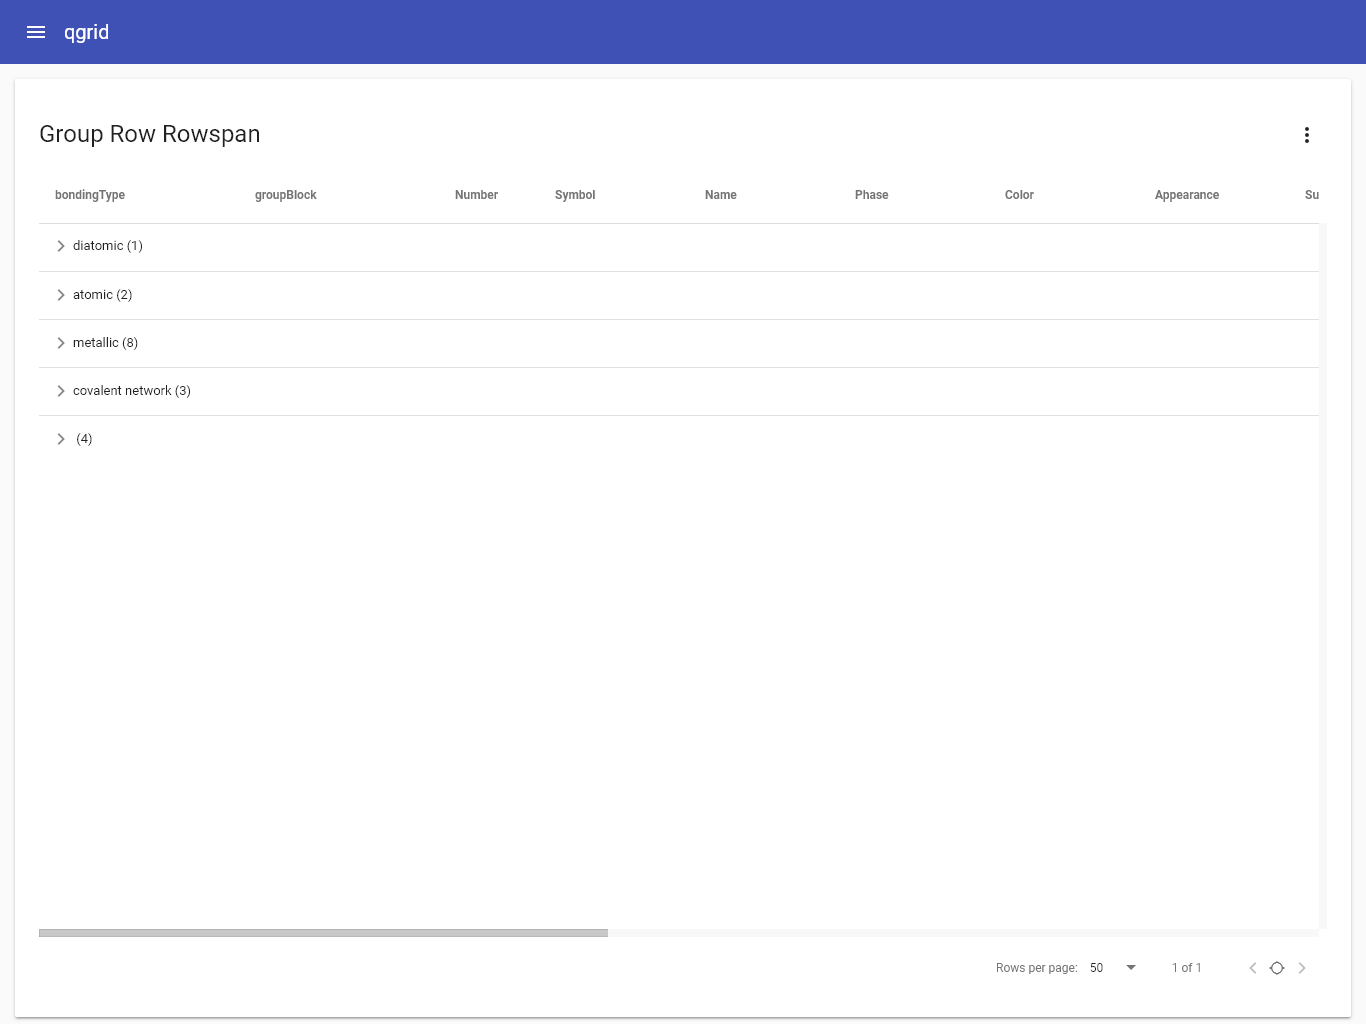 qgrid
Group Row Rowspan
bondingType groupBlock Number Symbol Name Phase Color Appearance Su
diatomic (1)
atomic (2)
metallic (8)
covalent network (3)
(4)
Rows per page: 50 1 of 1